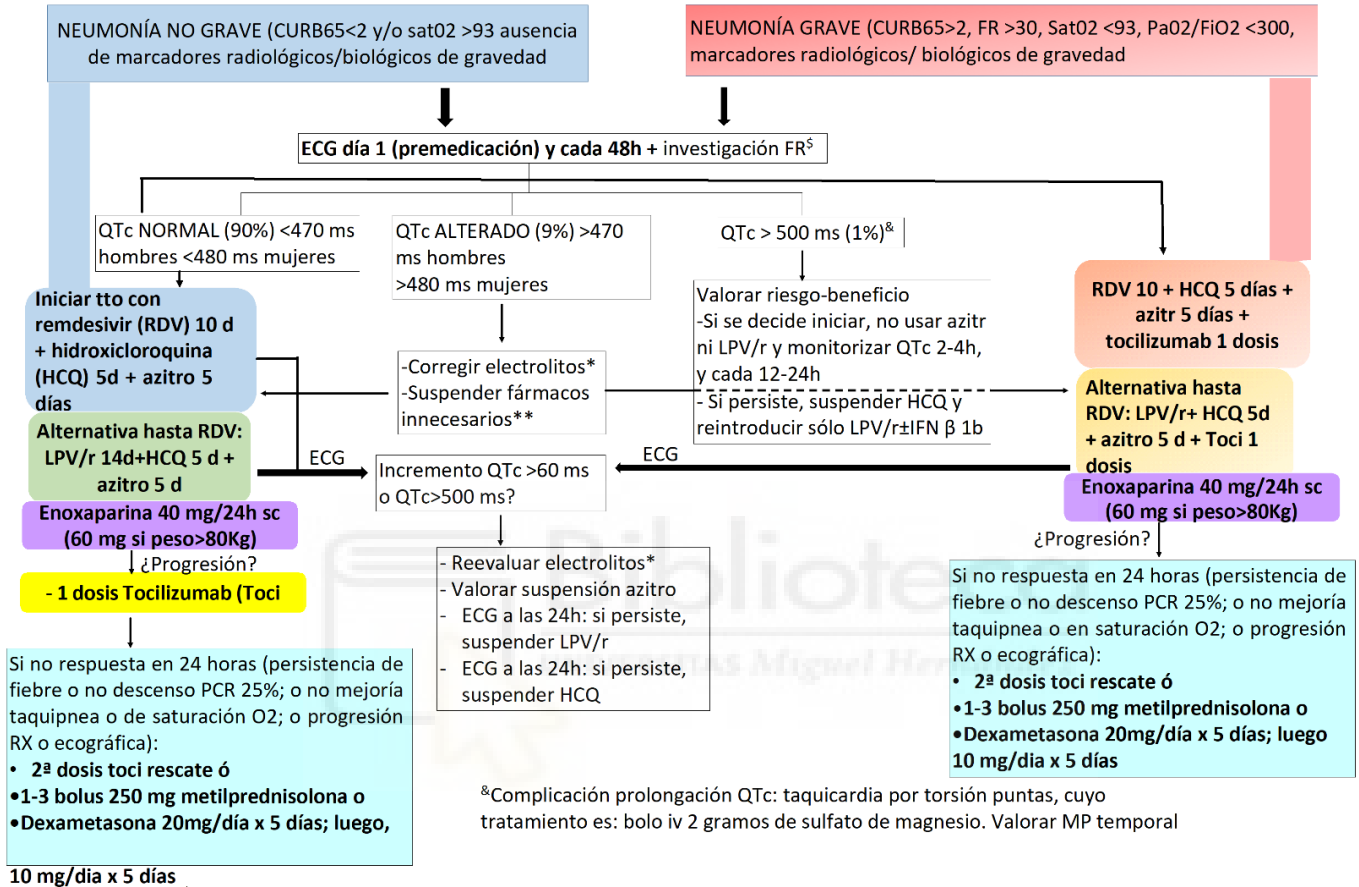 NEUMONÍA NO GRAVE (CURB65<2 y/o sat02 >93 ausencia
de marcadores radiológicos/biológicos de gravedad
NEUMONÍA GRAVE (CURB65>2, FR >30, Sat02 <93, Pa02/FiO2 <300,
marcadores radiológicos/ biológicos de gravedad
ECG día 1 (premedicación) y cada 48h + investigación FR$
QTc NORMAL (90%) <470 ms
hombres <480 ms mujeres
QTc ALTERADO (9%) >470
ms hombres
>480 ms mujeres
QTc > 500 ms (1%)&
Iniciar tto con
remdesivir (RDV) 10 d
+ hidroxicloroquina
(HCQ) 5d + azitro 5
días
-Corregir electrolitos*
-Suspender fármacos
innecesarios**
Valorar riesgo-beneficio
-Si se decide iniciar, no usar azitr
ni LPV/r y monitorizar QTc 2-4h,
y cada 12-24h
- Si persiste, suspender HCQ y
reintroducir sólo LPV/r±IFN β 1b
RDV 10 + HCQ 5 días +
azitr 5 días +
tocilizumab 1 dosis
Alternativa hasta
RDV: LPV/r+ HCQ 5d
+ azitro 5 d + Toci 1
dosis
Alternativa hasta RDV:
LPV/r 14d+HCQ 5 d +
azitro 5 d
ECG
ECG
Incremento QTc >60 ms
o QTc>500 ms?
Enoxaparina 40 mg/24h sc
(60 mg si peso>80Kg)
Enoxaparina 40 mg/24h sc
(60 mg si peso>80Kg)
¿Progresión?
¿Progresión?
- 1 dosis Tocilizumab (Toci
- Reevaluar electrolitos*
- Valorar suspensión azitro
- ECG a las 24h: si persiste,
suspender LPV/r
- ECG a las 24h: si persiste,
suspender HCQ
Si no respuesta en 24 horas (persistencia de
fiebre o no descenso PCR 25%; o no mejoría
taquipnea o en saturación O2; o progresión
RX o ecográfica):
• 2ª dosis toci rescate ó
•1-3 bolus 250 mg metilprednisolona o
•Dexametasona 20mg/día x 5 días; luego
10 mg/dia x 5 días
Si no respuesta en 24 horas (persistencia de
fiebre o no descenso PCR 25%; o no mejoría
taquipnea o de saturación O2; o progresión
RX o ecográfica):
• 2ª dosis toci rescate ó
•1-3 bolus 250 mg metilprednisolona o
•Dexametasona 20mg/día x 5 días; luego,
10 mg/dia x 5 días
&Complicación prolongación QTc: taquicardia por torsión puntas, cuyo
tratamiento es: bolo iv 2 gramos de sulfato de magnesio. Valorar MP temporal
Biblioteca
Miguel